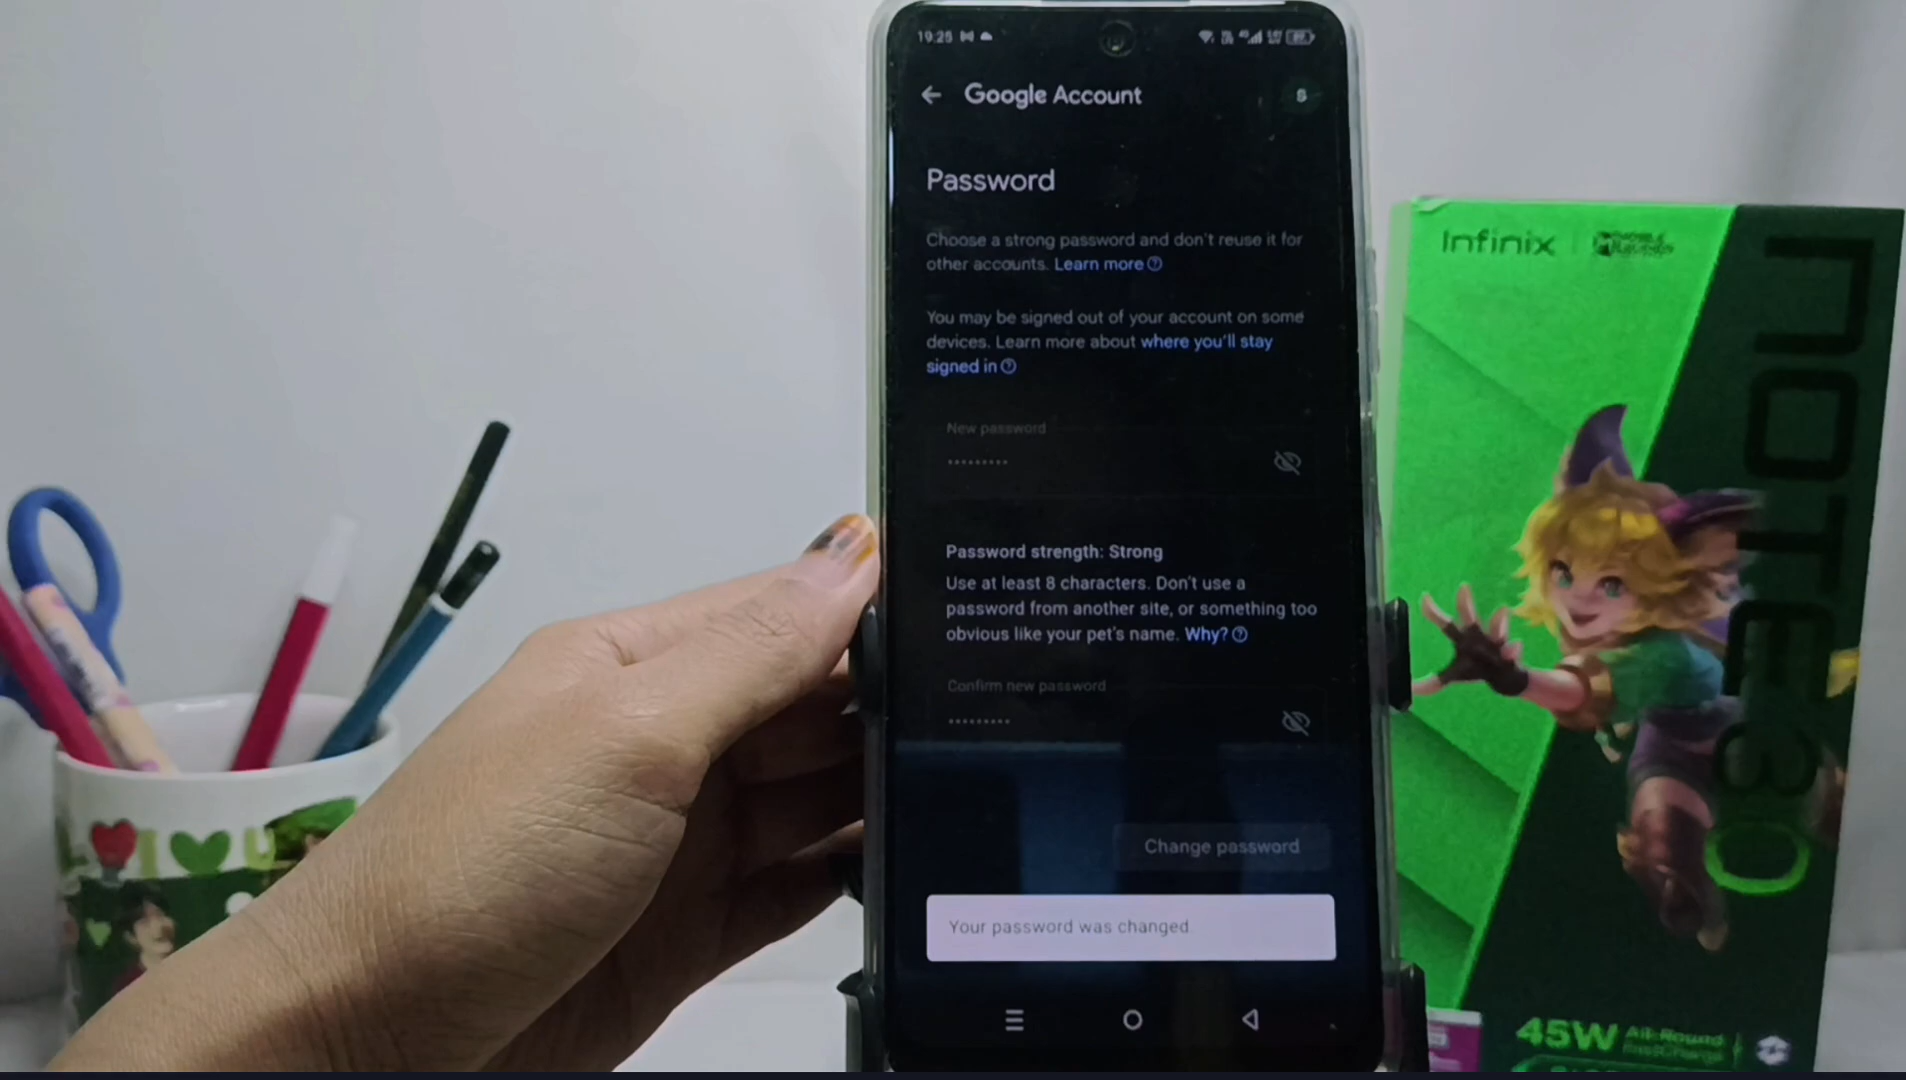 19:25
Google Account
S
Password
Choose a strong password and don't reuse it for
other accounts. Learn more
You may be signed out of your account on some
devices. Learn more about where you'll stay
signed in
New password
Password strength: Strong
Use at least 8 characters. Don't use a
password from another site, or something too
obvious like your pet's name. Why?
Confirm new password
Change password
Your password was changed.
Infinix
NOTE 30
45W All-Round
FastCharge
I U